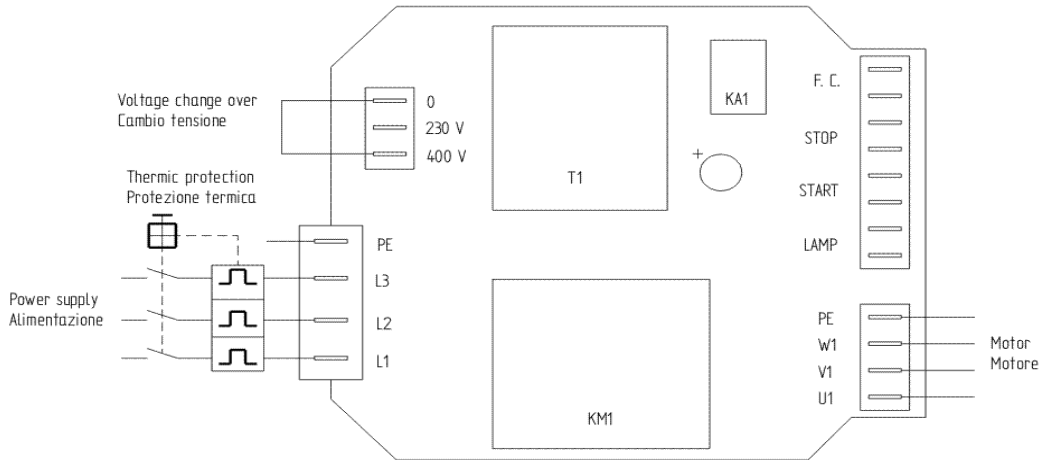 Voltage change over
Cambio tensione
0
230 V
400 V
Thermic protection
Protezione termica
Power supply
Alimentazione
PE
L3
L2
L1
T1
KA1
+
KM1
F. C.
STOP
START
LAMP
PE
W1
V1
U1
Motor
Motore